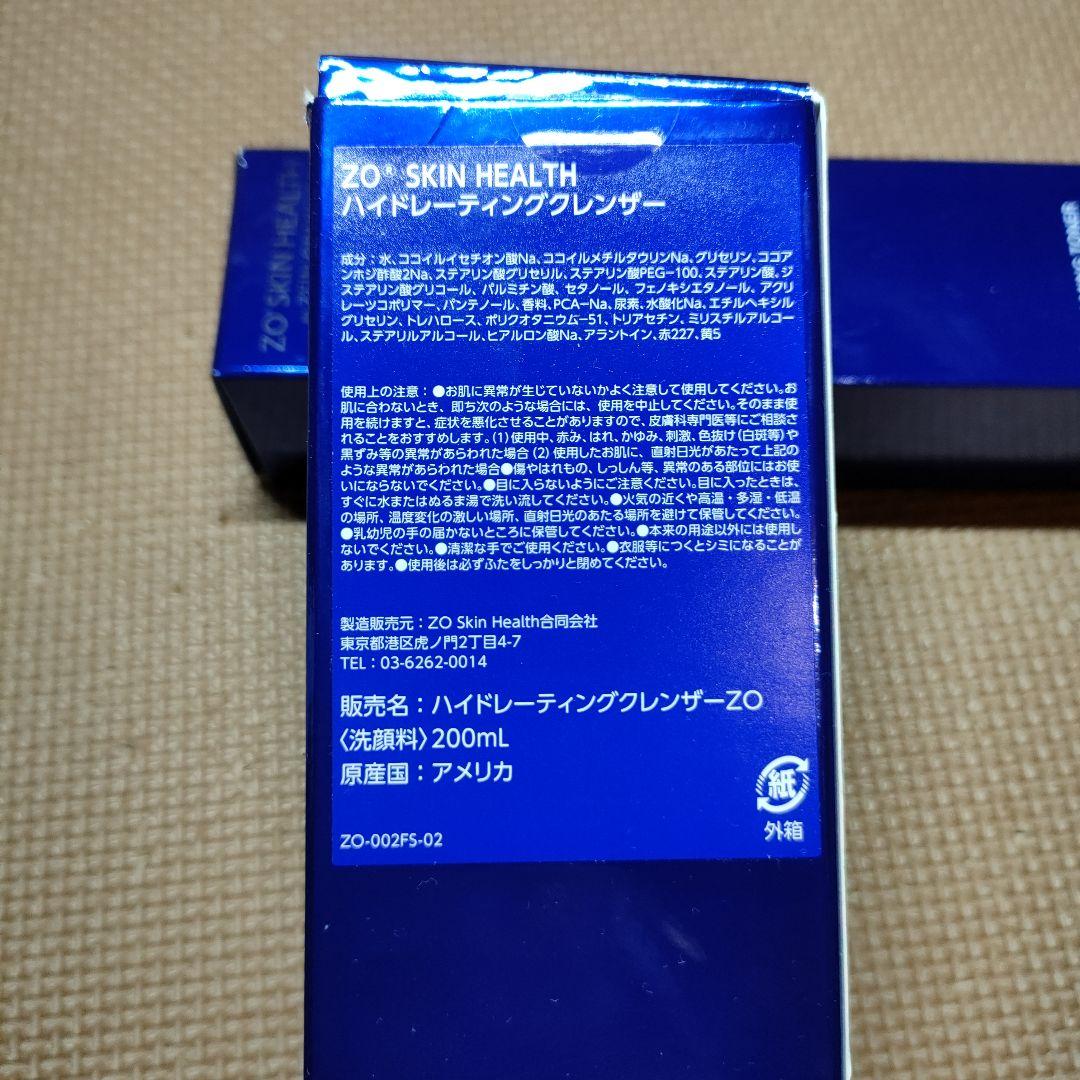 ZO® SKIN HEALTH
ハイドレーティングクレンザー
成分：水、ココイルイセチオン酸Na、ココイルメチルタウリンNa、グリセリン、ココア
ンホジ酢酸2Na、ステアリン酸グリセリル、ステアリン酸PEG-100、ステアリン酸、ジ
ステアリン酸グリコール、パルミチン酸、セタノール、フェノキシエタノール、アクリ
レーツコポリマー、パンテノール、香料、PCA-Na、尿素、水酸化Na、エチルヘキシル
グリセリン、トレハロース、ポリクオタニウム-51、トリアセチン、ミリスチルアルコー
ル、ステアリルアルコール、ヒアルロン酸Na、アラントイン、赤227、黄5
使用上の注意：●お肌に異常が生じていないかよく注意して使用してください。お
肌に合わないとき、即ち次のような場合には、使用を中止してください。そのまま使
用を続けますと、症状を悪化させることがありますので、皮膚科専門医等にご相談さ
れることをおすすめします。(1)使用中、赤み、はれ、かゆみ、刺激、色抜け(白斑等)や
黒ずみ等の異常があらわれた場合 (2) 使用したお肌に、直射日光があたって上記の
ような異常があらわれた場合●傷やはれもの、しっしん等、異常のある部位にはお使
いにならないでください。●目に入らないようにご注意ください。目に入ったときは、
すぐに水またはぬるま湯で洗い流してください。●火気の近くや高温・多湿・低温
の場所、温度変化の激しい場所、直射日光のあたる場所を避けて保管してください。
●乳幼児の手の届かないところに保管してください。●本来の用途以外には使用し
ないでください。●清潔な手でご使用ください。●衣服等につくとシミになることが
あります。●使用後は必ずふたをしっかりと閉めてください。
製造販売元：ZO Skin Health合同会社
東京都港区虎ノ門2丁目4-7
TEL：03-6262-0014
販売名：ハイドレーティングクレンザーZO
〈洗顔料〉200mL
原産国：アメリカ
紙
外箱
ZO-002FS-02
ZO SKIN HEALTH